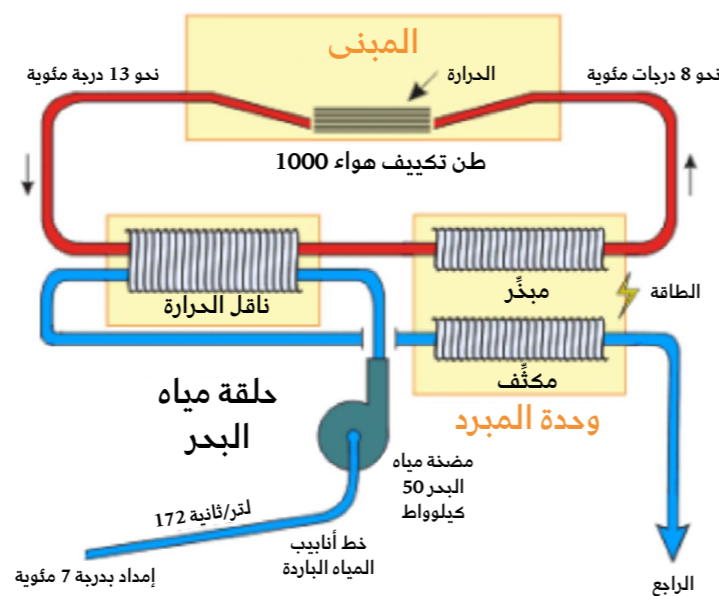 المبنى
نحو 13 درجة مئوية
الحرارة
نحو 8 درجات مئوية
1000 طن تكييف هواء
ناقل الحرارة
مبخِّر
الطاقة
مكثِّف
وحدة المبرد
حلقة مياه
البحر
مضخة مياه
البحر 50
كيلوواط
172 لتر/ثانية
خط أنابيب
المياه الباردة
إمداد بدرجة 7 مئوية
الراجع